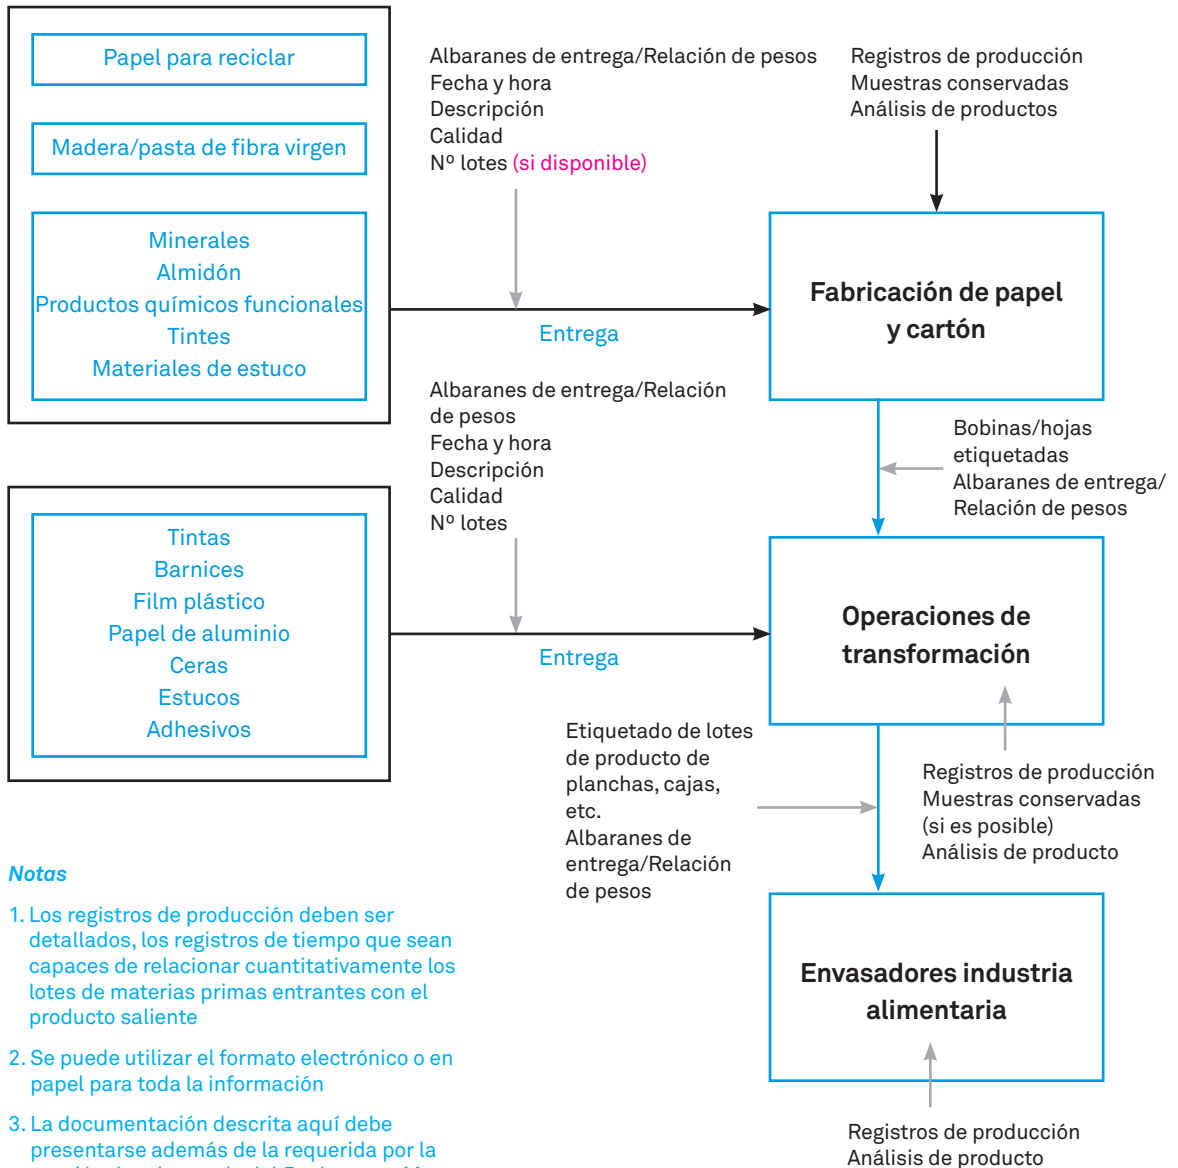 Papel para reciclar
Madera/pasta de fibra virgen
Minerales
Almidón
Productos químicos funcionales
Tintes
Materiales de estuco
Albaranes de entrega/Relación de pesos
Fecha y hora
Descripción
Calidad
Nº lotes (si disponible)
Entrega
Registros de producción
Muestras conservadas
Análisis de productos
Fabricación de papel
y cartón
Bobinas/hojas
etiquetadas
Albaranes de entrega/
Relación de pesos
Tintas
Barnices
Film plástico
Papel de aluminio
Ceras
Estucos
Adhesivos
Albaranes de entrega/Relación
de pesos
Fecha y hora
Descripción
Calidad
Nº lotes
Entrega
Operaciones de
transformación
Registros de producción
Muestras conservadas
(si es posible)
Análisis de producto
Etiquetado de lotes
de producto de
planchas, cajas,
etc.
Albaranes de
entrega/Relación
de pesos
Envasadores industria
alimentaria
Registros de producción
Análisis de producto
Notas
1. Los registros de producción deben ser
detallados, los registros de tiempo que sean
capaces de relacionar cuantitativamente los
lotes de materias primas entrantes con el
producto saliente
2. Se puede utilizar el formato electrónico o en
papel para toda la información
3. La documentación descrita aquí debe
presentarse además de la requerida por la